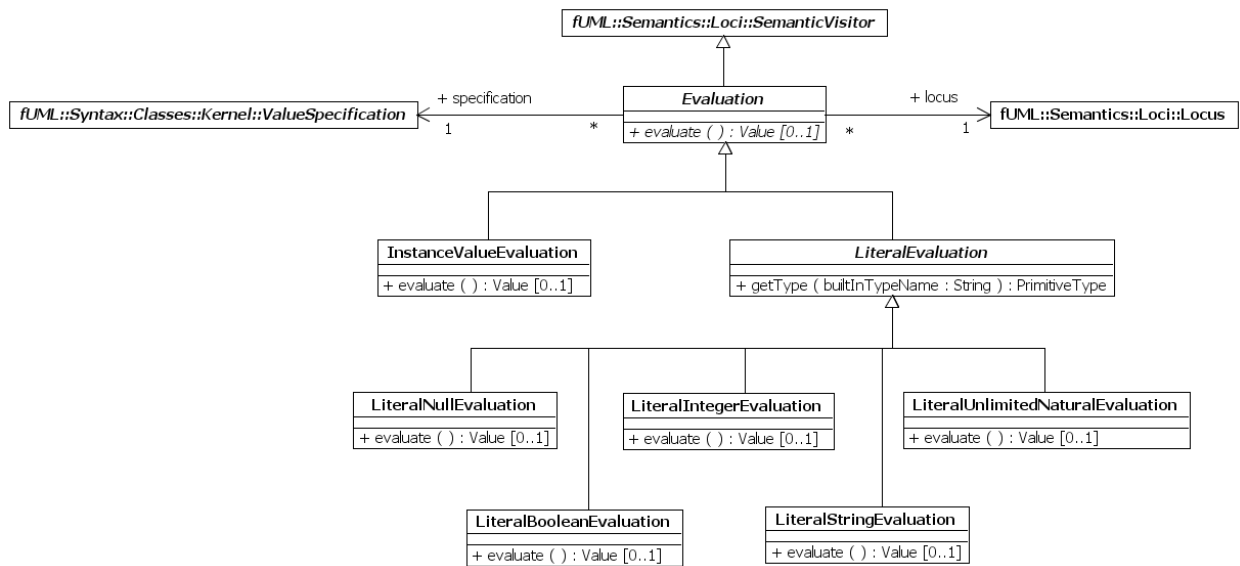 fUML::Semantics::Loci::SemanticVisitor
+ specification
Evaluation
+ locus
fUML::Syntax::Classes::Kernel::ValueSpecification
fUML::Semantics::Loci::Locus
1
*
+ evaluate ( ) : Value [0..1]
*
1
InstanceValueEvaluation
LiteralEvaluation
+ evaluate ( ) : Value [0..1]
+ getType ( builtInTypeName : String ) : PrimitiveType
LiteralNullEvaluation
LiteralIntegerEvaluation
LiteralUnlimitedNaturalEvaluation
+ evaluate ( ) : Value [0..1]
+ evaluate ( ) : Value [0..1]
+ evaluate ( ) : Value [0..1]
LiteralBooleanEvaluation
LiteralStringEvaluation
+ evaluate ( ) : Value [0..1]
+ evaluate ( ) : Value [0..1]